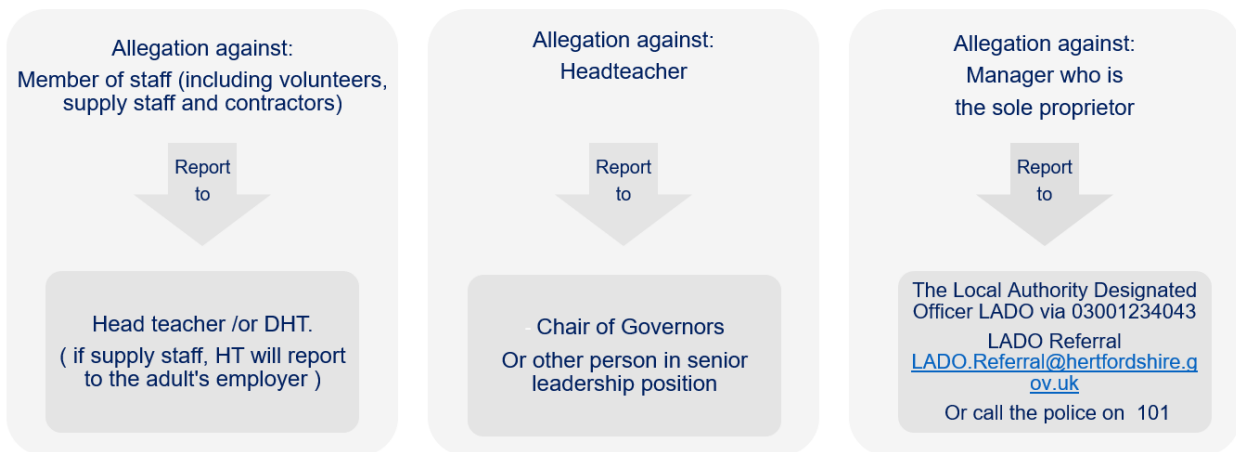 Allegation against:
Member of staff (including volunteers,
supply staff and contractors)
Report
to
Head teacher /or DHT.
( if supply staff, HT will report
to the adult's employer )
Allegation against:
Headteacher
Report
to
- Chair of Governors
Or other person in senior
leadership position
Allegation against:
Manager who is
the sole proprietor
Report
to
The Local Authority Designated
Officer LADO via 03001234043
LADO Referral
LADO.Referral@hertfordshire.g
ov.uk
Or call the police on 101